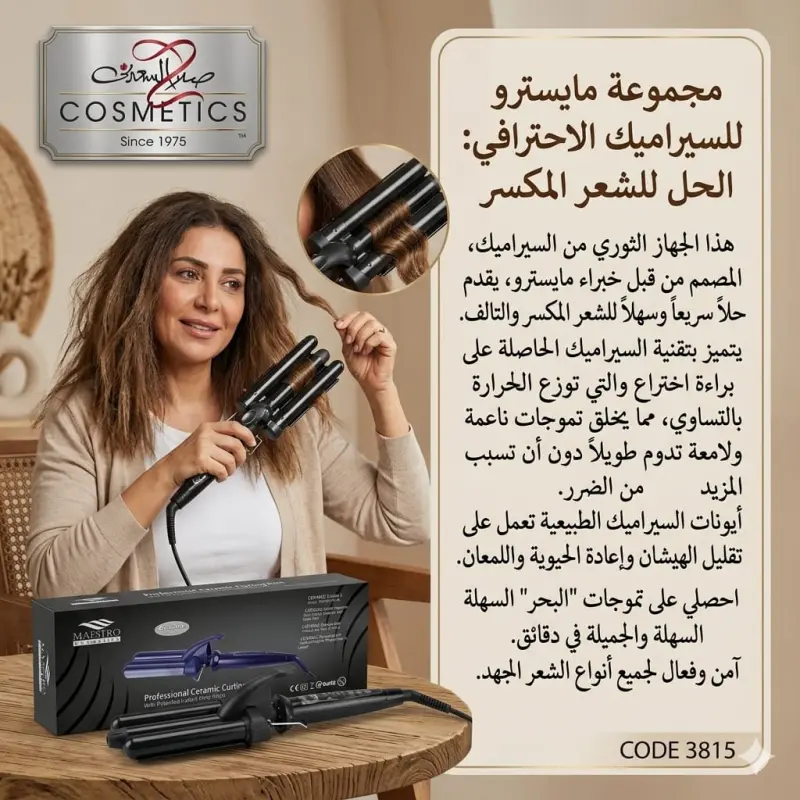 COSMETICS
Since 1975
TM
مجموعة مايسترو
للسيراميك الاحترافي:
الحل للشعر المكسر
هذا الجهاز الثوري من السيراميك،
المصمم من قبل خبراء مايسترو، يقدم
حلاً سريعاً وسهلاً للشعر المكسر والتالف.
يتميز بتقنية السيراميك الحاصلة على
براءة اختراع والتي توزع الحرارة
بالتساوي، مما يخلق تموجات ناعمة
ولامعة تدوم طويلاً دون أن تسبب
المزيد من الضرر.
أيونات السيراميك الطبيعية تعمل على
تقليل الهيشان وإعادة الحيوية واللمعان.
احصلي على تموجات "البحر" السهلة
السهلة والجميلة في دقائق.
آمن وفعال لجميع أنواع الشعر الجهد.
MAESTRO
Professional Ceramic Curling
CODE 3815